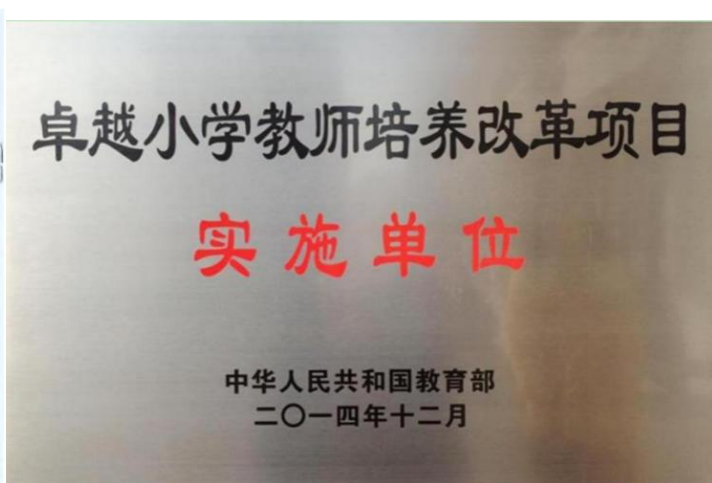 卓越小学教师培养改革项目
实施单位
中华人民共和国教育部
二〇一四年十二月